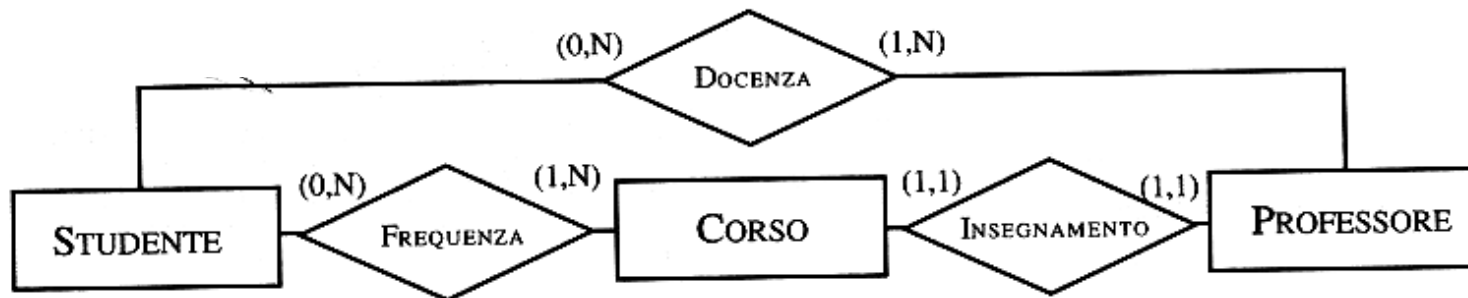 (0,N)
(1,N)
DOCENZA
(0,N)
(1,N)
(1,1)
(1,1)
STUDENTE
FREQUENZA
CORSO
INSEGNAMENTO
PROFESSORE